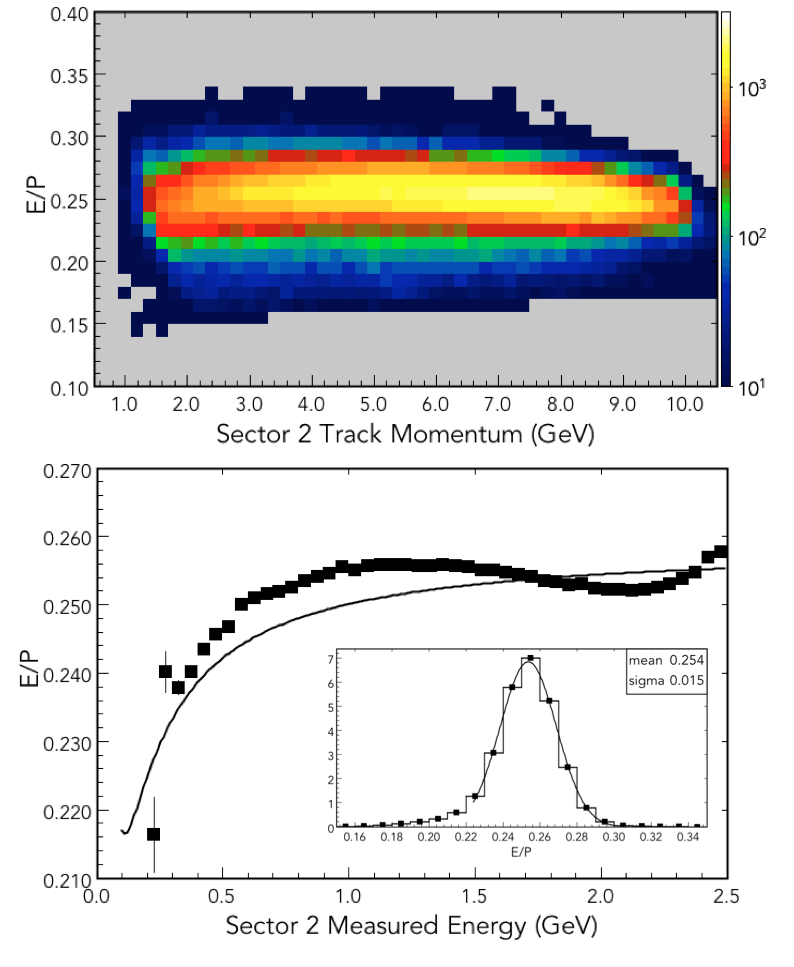 0.40
0.35
0.30
0.25
0.20
0.15
0.10
E/P
10³
10²
10¹
1.0 2.0 3.0 4.0 5.0 6.0 7.0 8.0 9.0 10.0
Sector 2 Track Momentum (GeV)
0.270
0.260
0.250
0.240
0.230
0.220
0.210
E/P
7
6
5
4
3
2
1
0
mean 0.254
sigma 0.015
0.16 0.18 0.20 0.22 0.24 0.26 0.28 0.30 0.32 0.34
E/P
0.0 0.5 1.0 1.5 2.0 2.5
Sector 2 Measured Energy (GeV)